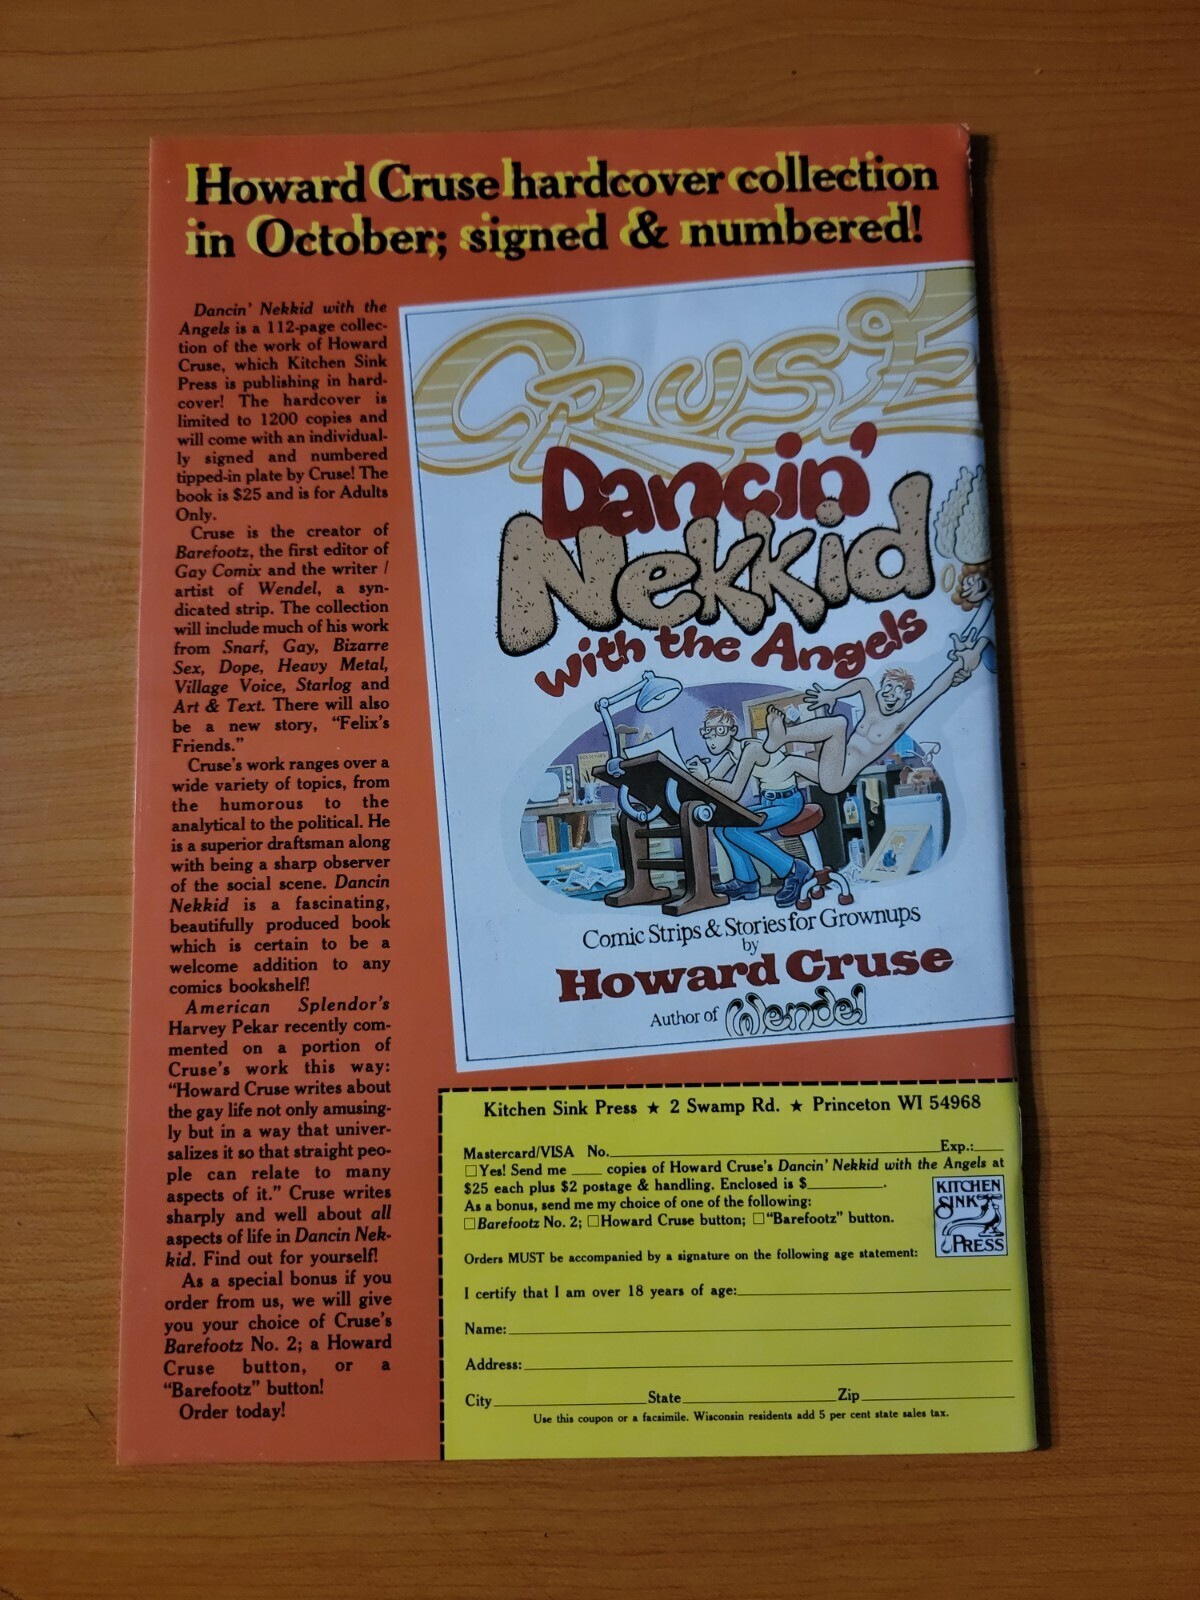 Howard Cruse hardcover collection
in October; signed & numbered!
Dancin' Nekkid with the
Angels is a 112-page collec-
tion of the work of Howard
Cruse, which Kitchen Sink
Press is publishing in hard-
cover! The hardcover is
limited to 1200 copies and
will come with an individual-
ly signed and numbered
tipped-in plate by Cruse! The
book is $25 and is for Adults
Only.
Cruse is the creator of
Barefootz, the first editor of
Gay Comix and the writer /
artist of Wendel, a syn-
dicated strip. The collection
will include much of his work
from Snarf, Gay, Bizarre
Sex, Dope, Heavy Metal,
Village Voice, Starlog and
Art & Text. There will also
be a new story, "Felix's
Friends."
Cruse's work ranges over a
wide variety of topics, from
the humorous to the
analytical to the political. He
is a superior draftsman along
with being a sharp observer
of the social scene. Dancin
Nekkid is a fascinating,
beautifully produced book
which is certain to be a
welcome addition to any
comics bookshelf!
American Splendor's
Harvey Pekar recently com-
mented on a portion of
Cruse's work this way:
"Howard Cruse writes about
the gay life not only amusing-
ly but in a way that univer-
salizes it so that straight peo-
ple can relate to many
aspects of it." Cruse writes
sharply and well about all
aspects of life in Dancin Nek-
kid. Find out for yourself!
As a special bonus if you
order from us, we will give
you your choice of Cruse's
Barefootz No. 2; a Howard
Cruse button, or a
"Barefootz" button!
Order today!
CRUSE
Dancin'
Nekkid
with the Angels
Comic Strips & Stories for Grownups
by
Howard Cruse
Author of Wendel
Kitchen Sink Press ★ 2 Swamp Rd. ★ Princeton WI 54968
Mastercard/VISA No. Exp.:
□Yes! Send me ____ copies of Howard Cruse's Dancin' Nekkid with the Angels at
$25 each plus $2 postage & handling. Enclosed is $________.
As a bonus, send me my choice of one of the following:
□Barefootz No. 2; □Howard Cruse button; □"Barefootz" button.
KITCHEN
SINK
PRESS
Orders MUST be accompanied by a signature on the following age statement:
I certify that I am over 18 years of age:
Name:
Address:
City State Zip
Use this coupon or a facsimile. Wisconsin residents add 5 per cent state sales tax.